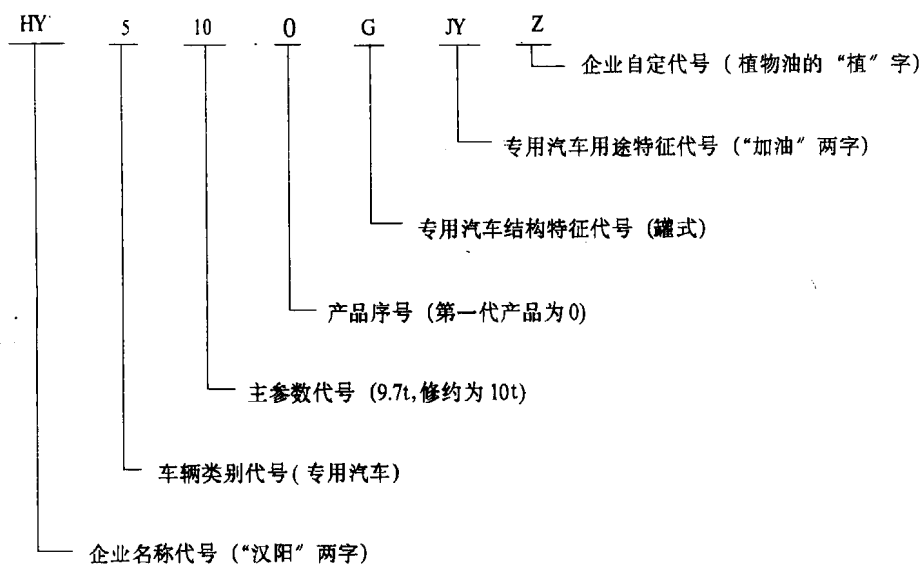 HY 5 10 0 G JY Z
企业自定代号 (植物油的“植”字)
专用汽车用途特征代号 (“加油”两字)
专用汽车结构特征代号 (罐式)
产品序号 (第一代产品为0)
主参数代号 (9.7t,修约为10t)
车辆类别代号(专用汽车)
企业名称代号 (“汉阳”两字)